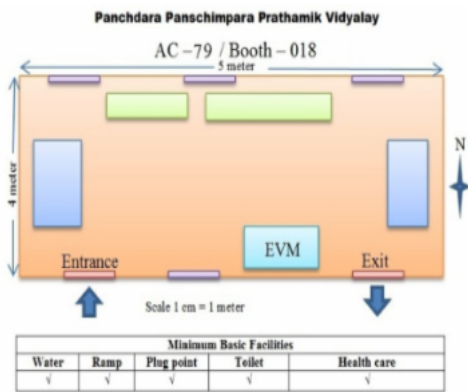 Panchdara Panschimpara Prathamik Vidyalay
AC –79 / Booth – 018
5 meter
4 meter
N
EVM
Entrance
Exit
Scale 1 cm = 1 meter
Minimum Basic Facilities
Water Ramp Plug point Toilet Health care
√ √ √ √ √